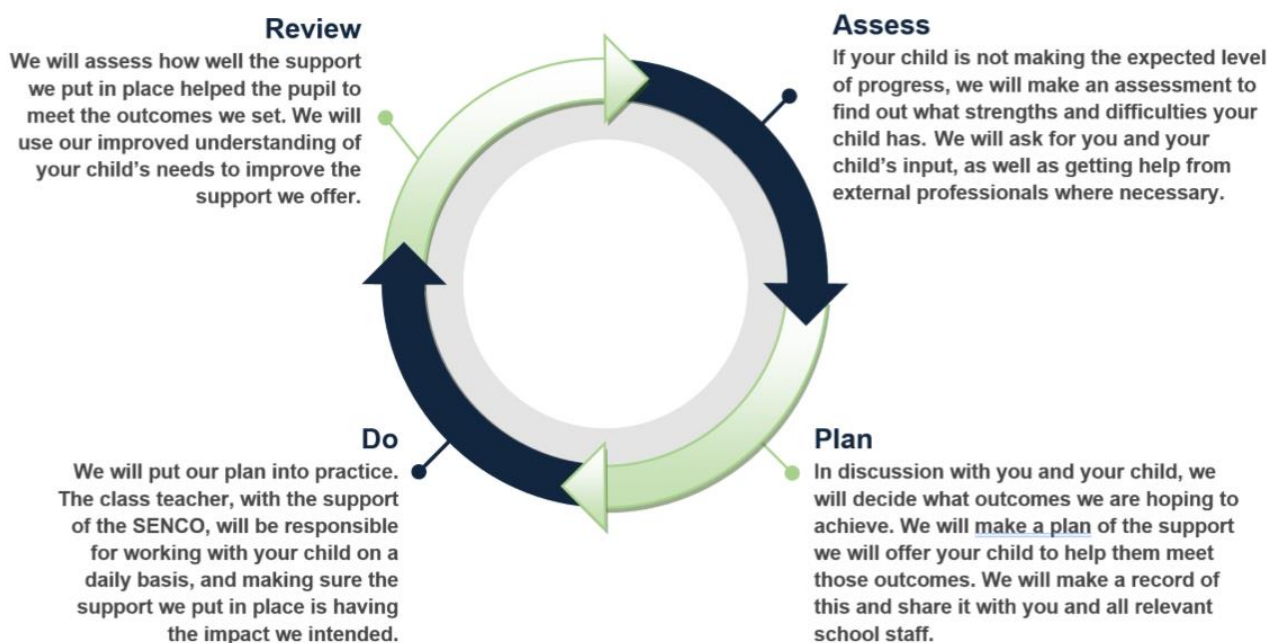 Review
We will assess how well the support
we put in place helped the pupil to
meet the outcomes we set. We will
use our improved understanding of
your child's needs to improve the
support we offer.
Assess
If your child is not making the expected level
of progress, we will make an assessment to
find out what strengths and difficulties your
child has. We will ask for you and your
child's input, as well as getting help from
external professionals where necessary.
Do
We will put our plan into practice.
The class teacher, with the support
of the SENCO, will be responsible
for working with your child on a
daily basis, and making sure the
support we put in place is having
the impact we intended.
Plan
In discussion with you and your child, we
will decide what outcomes we are hoping to
achieve. We will make a plan of the support
we will offer your child to help them meet
those outcomes. We will make a record of
this and share it with you and all relevant
school staff.